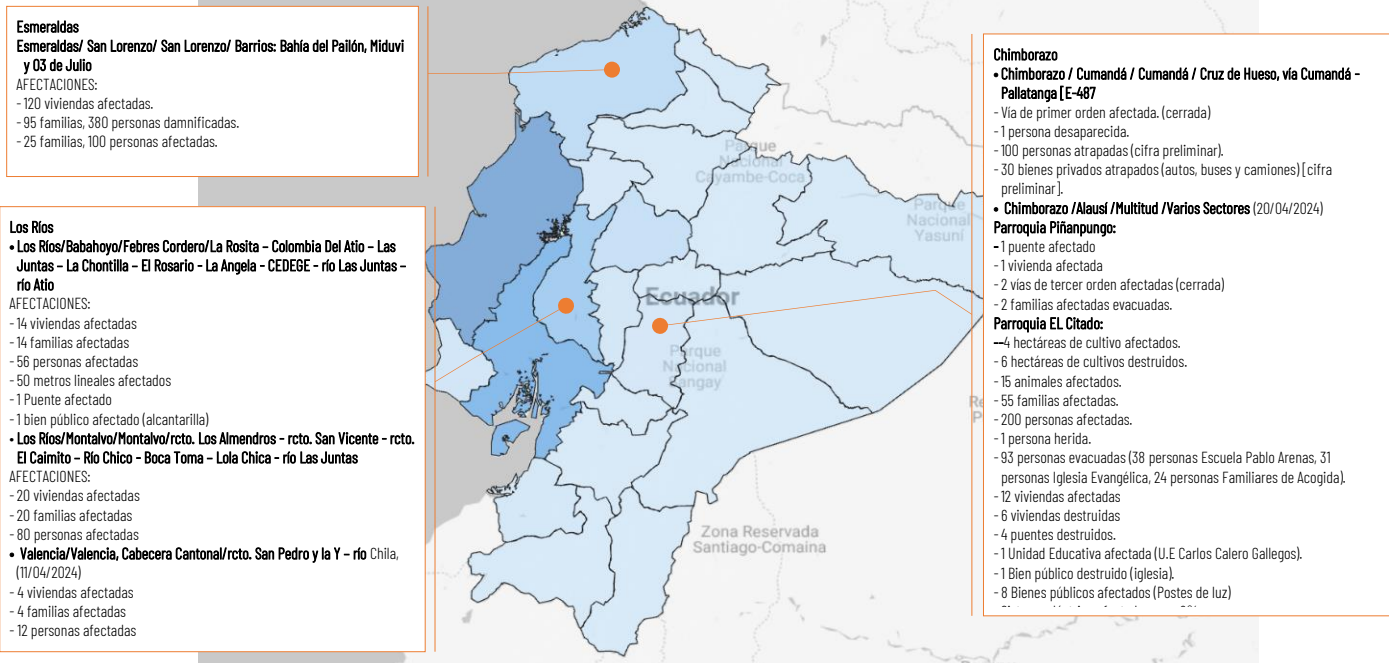 Esmeraldas
Esmeraldas/ San Lorenzo/ San Lorenzo/ Barrios: Bahía del Pailón, Miduvi
y 03 de Julio
AFECTACIONES:
- 120 viviendas afectadas.
- 95 familias, 380 personas damnificadas.
- 25 familias, 100 personas afectadas.
Los Ríos
• Los Ríos/Babahoyo/Febres Cordero/La Rosita – Colombia Del Atio – Las
Juntas – La Chontilla – El Rosario - La Angela - CEDEGE - río Las Juntas –
río Atio
AFECTACIONES:
- 14 viviendas afectadas
- 14 familias afectadas
- 56 personas afectadas
- 50 metros lineales afectados
- 1 Puente afectado
- 1 bien público afectado (alcantarilla)
• Los Ríos/Montalvo/Montalvo/rcto. Los Almendros - rcto. San Vicente - rcto.
El Caimito – Río Chico - Boca Toma – Lola Chica - río Las Juntas
AFECTACIONES:
- 20 viviendas afectadas
- 20 familias afectadas
- 80 personas afectadas
• Valencia/Valencia, Cabecera Cantonal/rcto. San Pedro y la Y – río Chila,
(11/04/2024)
- 4 viviendas afectadas
- 4 familias afectadas
- 12 personas afectadas
Parque
Nacional
Cayambe-Coca
Parque
Nacional
Yasuní
Ecuador
Parque
Nacional
Sangay
Zona Reservada
Santiago-Comaina
Chimborazo
• Chimborazo / Cumandá / Cumandá / Cruz de Hueso, vía Cumandá -
Pallatanga [E-487
- Vía de primer orden afectada. (cerrada)
- 1 persona desaparecida.
- 100 personas atrapadas (cifra preliminar).
- 30 bienes privados atrapados (autos, buses y camiones) [cifra
preliminar].
• Chimborazo /Alausí /Multitud /Varios Sectores (20/04/2024)
Parroquia Piñanpungo:
- 1 puente afectado
- 1 vivienda afectada
- 2 vías de tercer orden afectadas (cerrada)
- 2 familias afectadas evacuadas.
Parroquia EL Citado:
--4 hectáreas de cultivo afectados.
- 6 hectáreas de cultivos destruidos.
- 15 animales afectados.
- 55 familias afectadas.
- 200 personas afectadas.
- 1 persona herida.
- 93 personas evacuadas (38 personas Escuela Pablo Arenas, 31
personas Iglesia Evangélica, 24 personas Familiares de Acogida).
- 12 viviendas afectadas
- 6 viviendas destruidas
- 4 puentes destruidos.
- 1 Unidad Educativa afectada (U.E Carlos Calero Gallegos).
- 1 Bien público destruido (iglesia).
- 8 Bienes públicos afectados (Postes de luz)